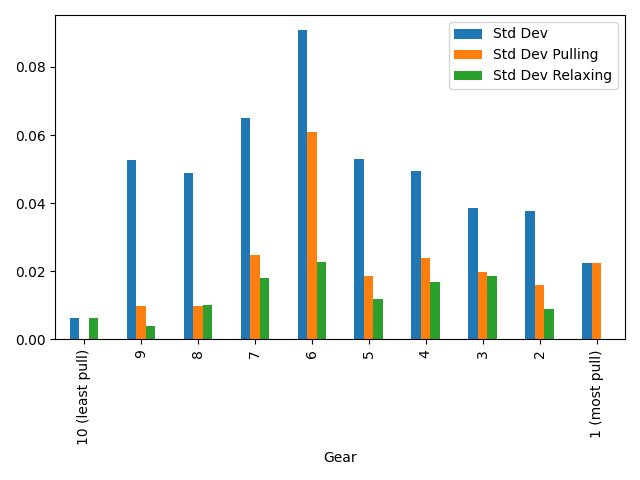 Std Dev
Std Dev Pulling
Std Dev Relaxing
0.08
0.06
0.04
0.02
0.00
10 (least pull)
9
8
7
6
5
4
3
2
1 (most pull)
Gear